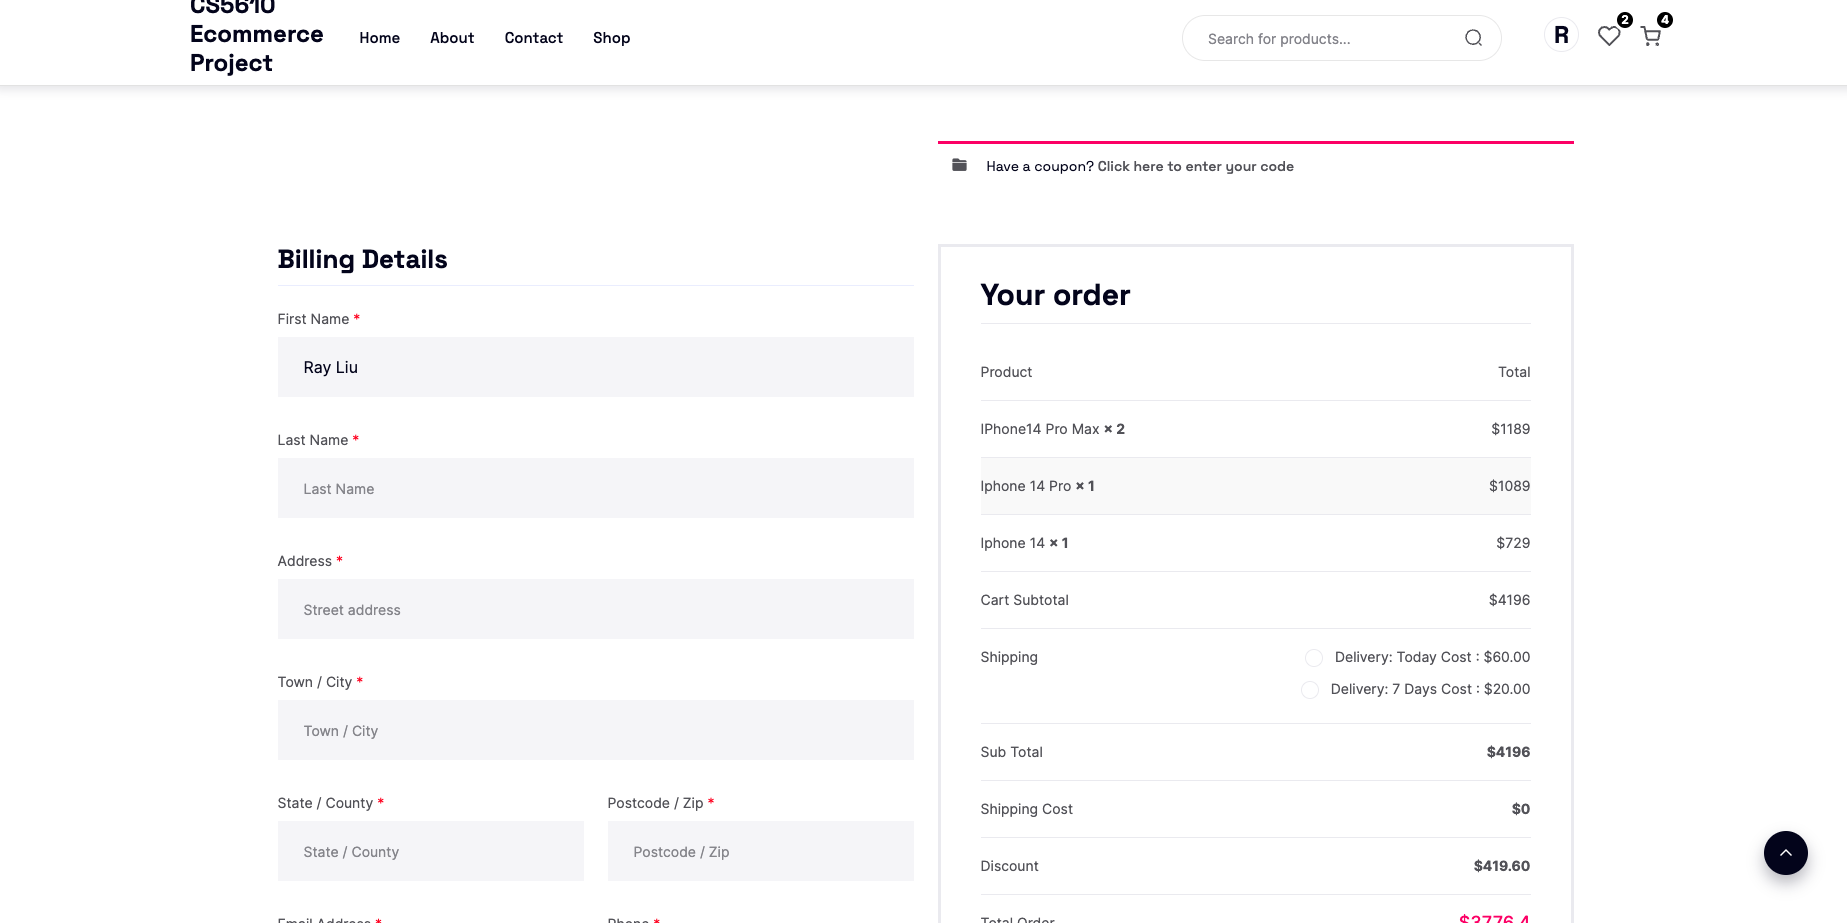 CS5610
Ecommerce
Project
Home About Contact Shop
Search for products...
R 2 4
Have a coupon? Click here to enter your code
Billing Details
First Name *
Ray Liu
Last Name *
Last Name
Address *
Street address
Town / City *
Town / City
State / County * Postcode / Zip *
State / County Postcode / Zip
Email Address * Phone *
Your order
Product Total
IPhone14 Pro Max × 2 $1189
Iphone 14 Pro × 1 $1089
Iphone 14 × 1 $729
Cart Subtotal $4196
Shipping Delivery: Today Cost : $60.00
Delivery: 7 Days Cost : $20.00
Sub Total $4196
Shipping Cost $0
Discount $419.60
Total Order $3776.4